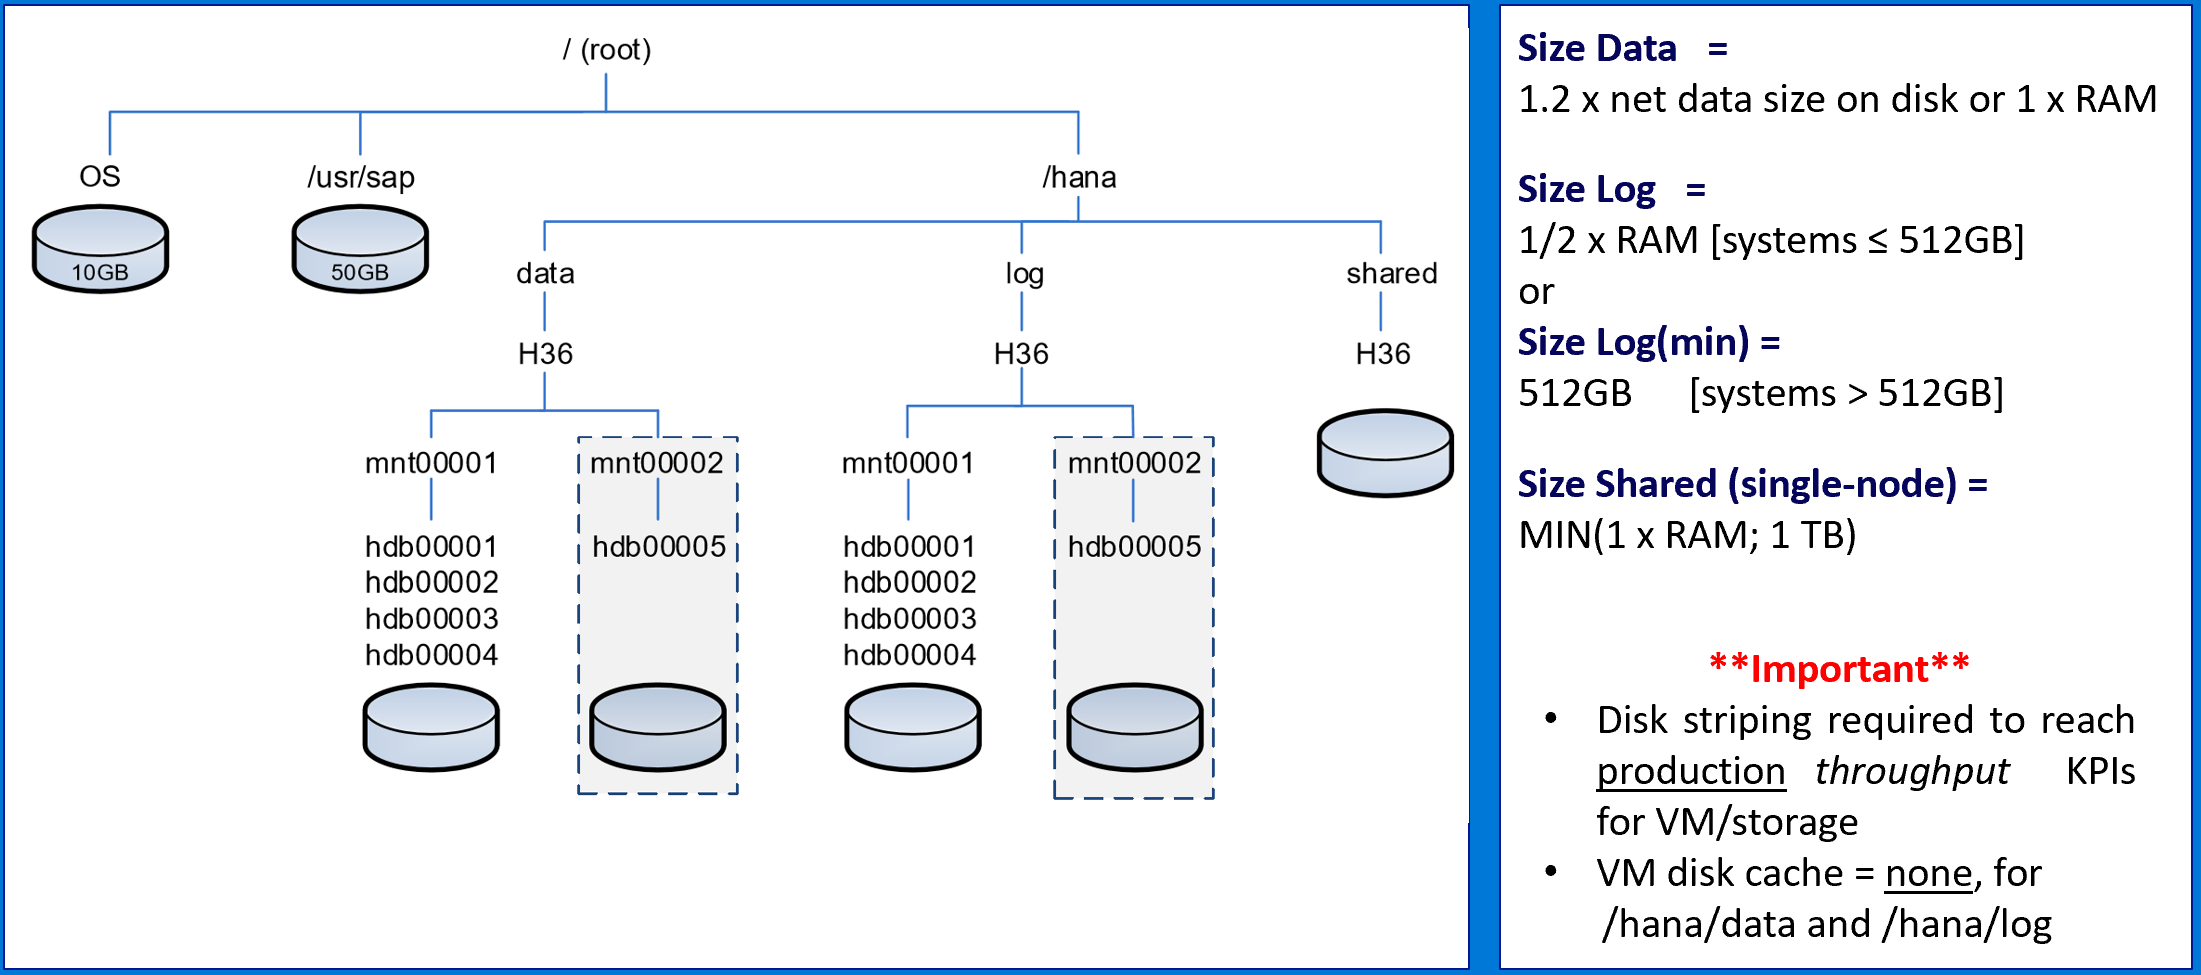 / (root)
OS
/usr/sap
/hana
10GB
50GB
data
log
shared
H36
H36
H36
mnt00001
mnt00002
mnt00001
mnt00002
hdb00001
hdb00002
hdb00003
hdb00004
hdb00005
hdb00001
hdb00002
hdb00003
hdb00004
hdb00005
Size Data =
1.2 x net data size on disk or 1 x RAM
Size Log =
1/2 x RAM [systems ≤ 512GB]
or
Size Log(min) =
512GB [systems > 512GB]
Size Shared (single-node) =
MIN(1 x RAM; 1 TB)
**Important**
• Disk striping required to reach
production throughput KPIs
for VM/storage
• VM disk cache = none, for
/hana/data and /hana/log